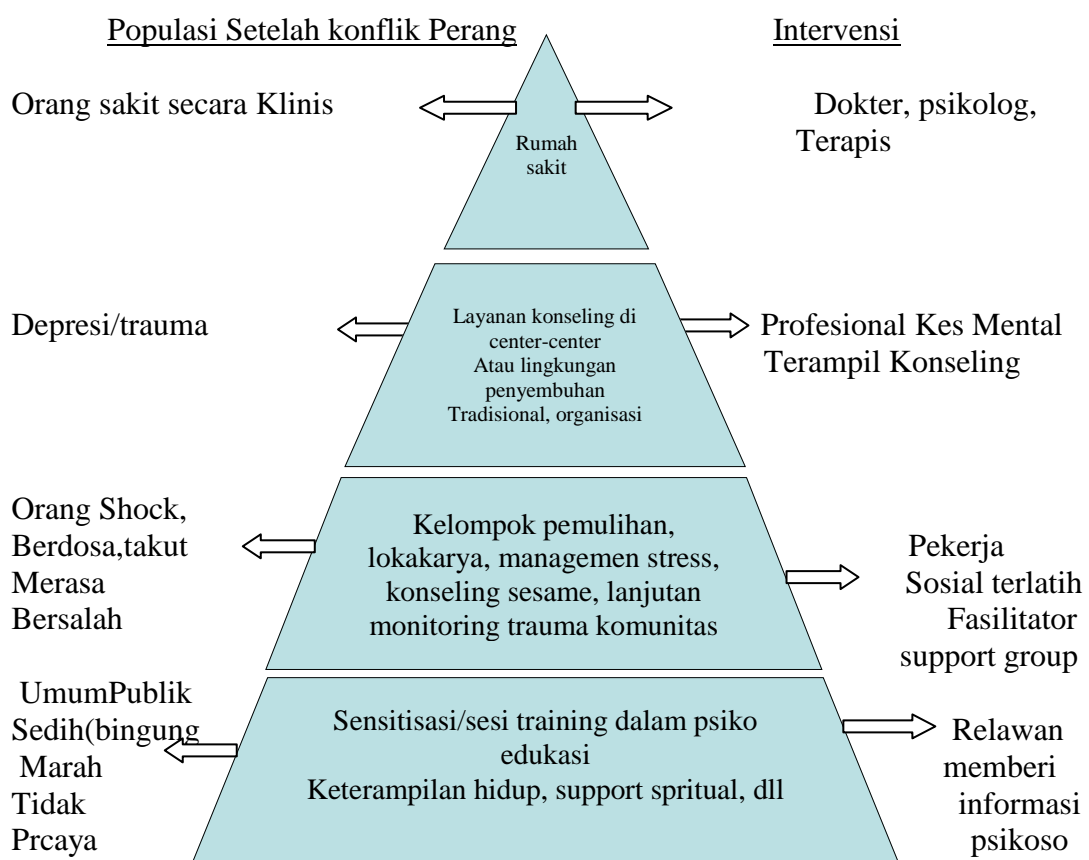 Populasi Setelah konflik Perang
Intervensi
Orang sakit secara Klinis
Rumah
sakit
Dokter, psikolog,
Terapis
Depresi/trauma
Layanan konseling di
center-center
Atau lingkungan
penyembuhan
Tradisional, organisasi
Profesional Kes Mental
Terampil Konseling
Orang Shock,
Berdosa,takut
Merasa
Bersalah
Kelompok pemulihan,
lokakarya, managemen stress,
konseling sesame, lanjutan
monitoring trauma komunitas
Pekerja
Sosial terlatih
Fasilitator
support group
UmumPublik
Sedih(bingung
Marah
Tidak
Prcaya
Sensitisasi/sesi training dalam psiko
edukasi
Keterampilan hidup, support spritual, dll
Relawan
memberi
informasi
psikoso